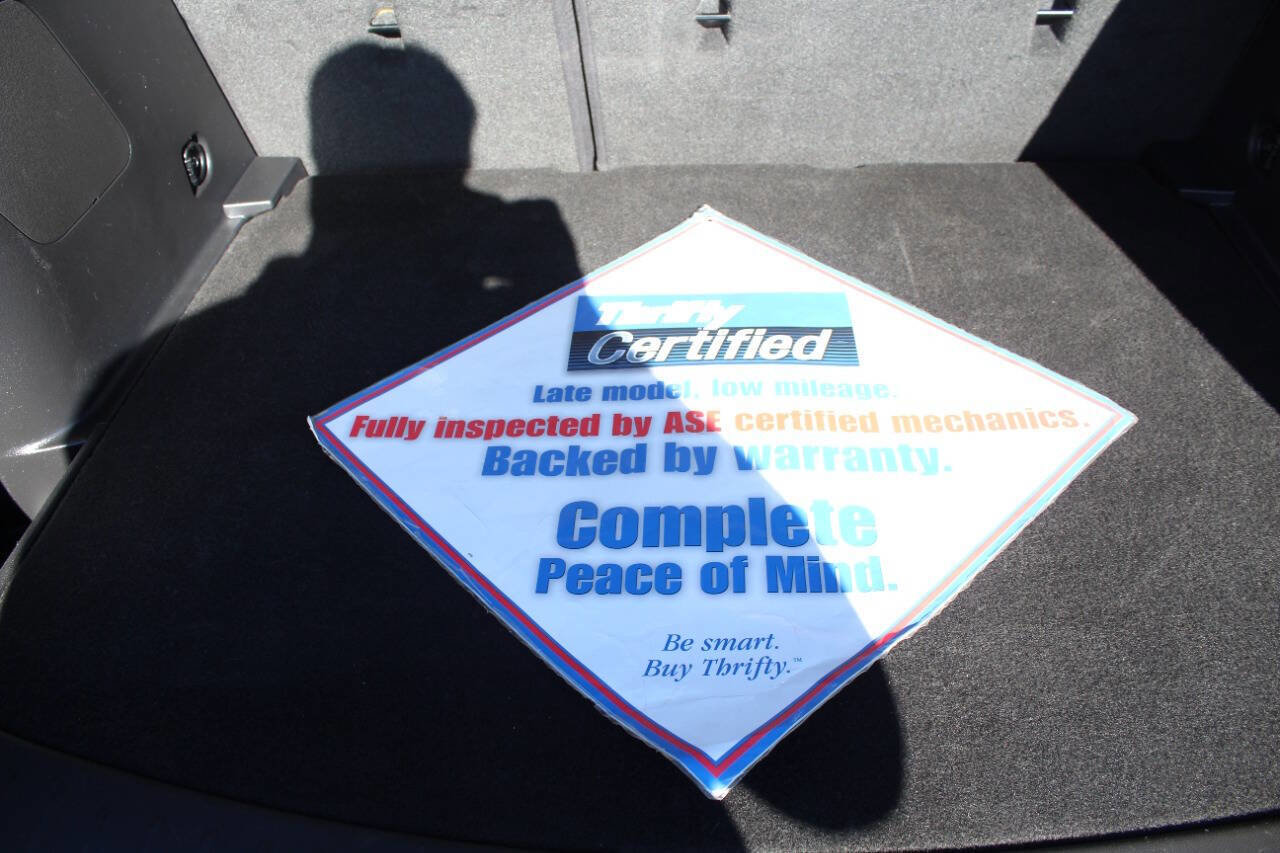 Thrifty
Certified
Late model, low mileage.
Fully inspected by ASE certified mechanics.
Backed by warranty.
Complete
Peace of Mind.
Be smart.
Buy Thrifty.™